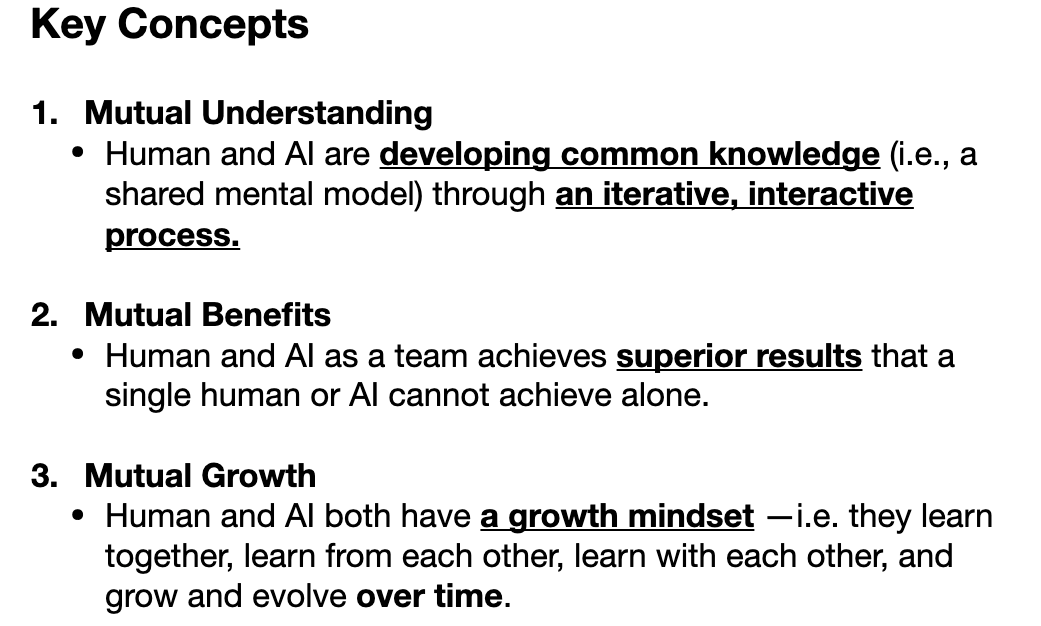 Key Concepts
1. Mutual Understanding
• Human and AI are developing common knowledge (i.e., a
shared mental model) through an iterative, interactive
process.
2. Mutual Benefits
• Human and AI as a team achieves superior results that a
single human or AI cannot achieve alone.
3. Mutual Growth
• Human and AI both have a growth mindset —i.e. they learn
together, learn from each other, learn with each other, and
grow and evolve over time.